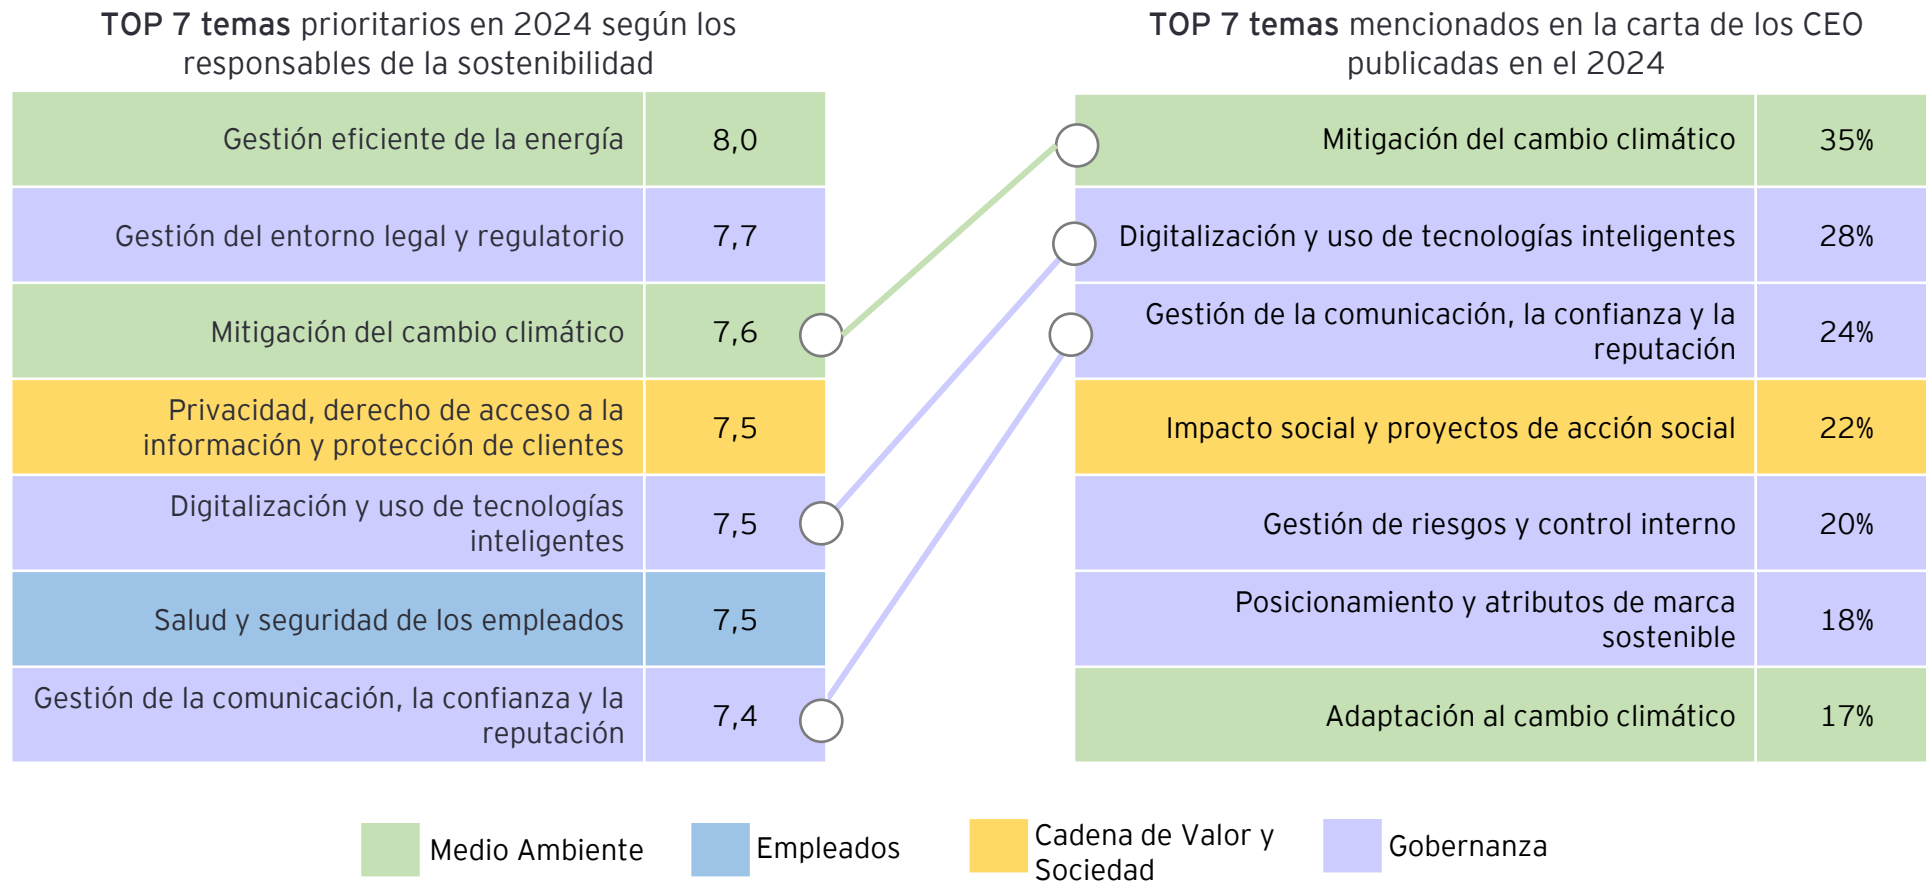 TOP 7 temas prioritarios en 2024 según los
responsables de la sostenibilidad
Gestión eficiente de la energía 8,0
Gestión del entorno legal y regulatorio 7,7
Mitigación del cambio climático 7,6
Privacidad, derecho de acceso a la
información y protección de clientes 7,5
Digitalización y uso de tecnologías
inteligentes 7,5
Salud y seguridad de los empleados 7,5
Gestión de la comunicación, la confianza y la
reputación 7,4
TOP 7 temas mencionados en la carta de los CEO
publicadas en el 2024
Mitigación del cambio climático 35%
Digitalización y uso de tecnologías inteligentes 28%
Gestión de la comunicación, la confianza y la
reputación 24%
Impacto social y proyectos de acción social 22%
Gestión de riesgos y control interno 20%
Posicionamiento y atributos de marca
sostenible 18%
Adaptación al cambio climático 17%
Medio Ambiente
Empleados
Cadena de Valor y
Sociedad
Gobernanza